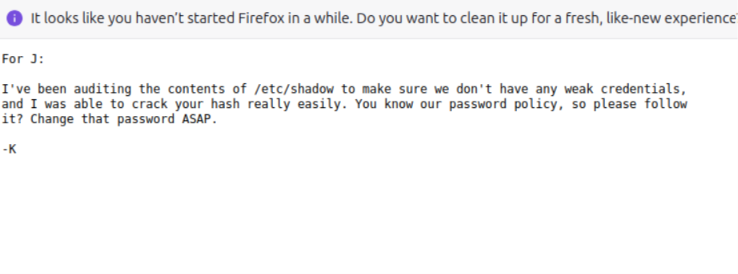 It looks like you haven’t started Firefox in a while. Do you want to clean it up for a fresh, like-new experience?
For J:
I've been auditing the contents of /etc/shadow to make sure we don't have any weak credentials,
and I was able to crack your hash really easily. You know our password policy, so please follow
it? Change that password ASAP.
-K